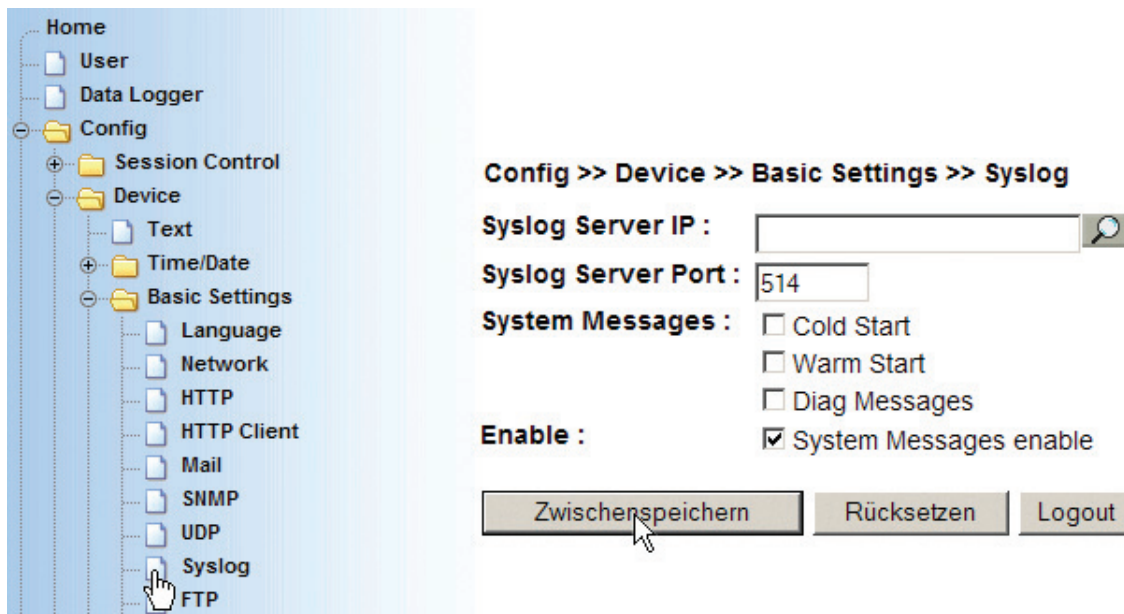 Home
User
Data Logger
Config
Session Control
Device
Text
Time/Date
Basic Settings
Language
Network
HTTP
HTTP Client
Mail
SNMP
UDP
Syslog
FTP
Config >> Device >> Basic Settings >> Syslog
Syslog Server IP :
Syslog Server Port : 514
System Messages : Cold Start
Warm Start
Diag Messages
Enable : System Messages enable
Zwischenspeichern Rücksetzen Logout